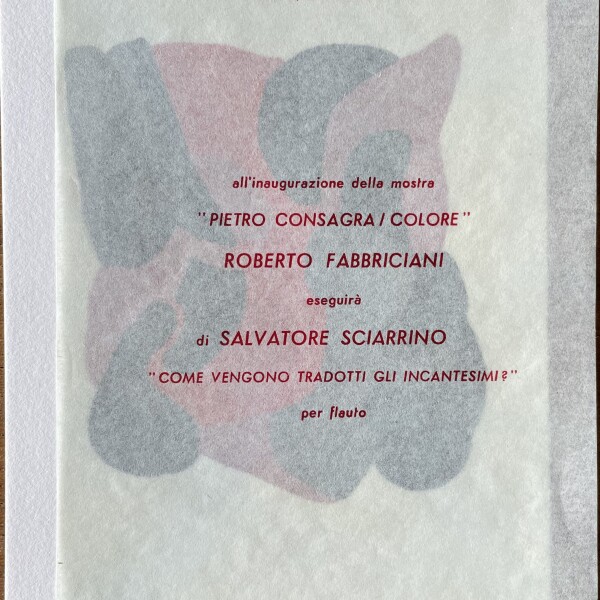 all'inaugurazione della mostra
"PIETRO CONSAGRA / COLORE"
ROBERTO FABBRICIANI
eseguirà
di SALVATORE SCIARRINO
"COME VENGONO TRADOTTI GLI INCANTESIMI?"
per flauto